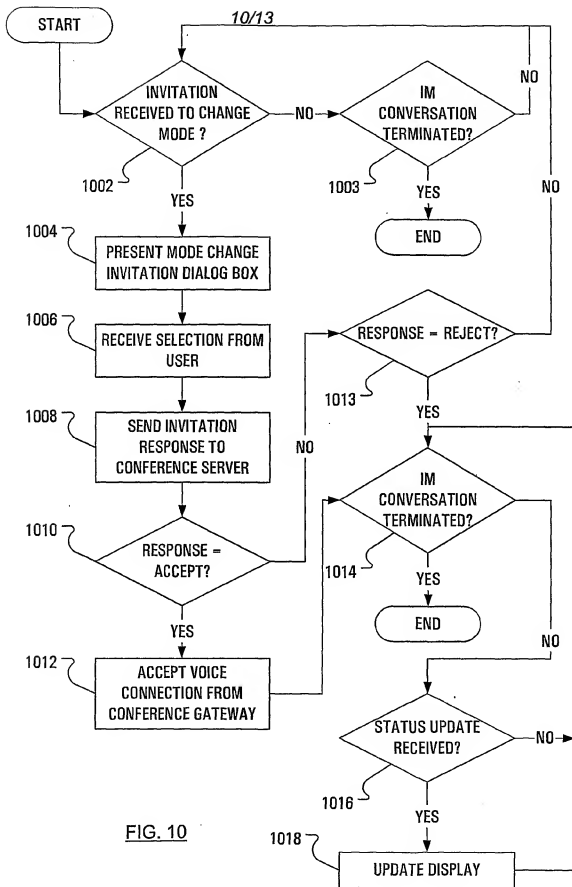 10/13
START
INVITATION
RECEIVED TO CHANGE
MODE ?
NO
IM
CONVERSATION
TERMINATED?
NO
1002
1003
YES
YES
NO
END
1004
PRESENT MODE CHANGE
INVITATION DIALOG BOX
1006
RECEIVE SELECTION FROM
USER
RESPONSE = REJECT?
1013
YES
1008
SEND INVITATION
RESPONSE TO
CONFERENCE SERVER
NO
IM
CONVERSATION
TERMINATED?
1010
RESPONSE =
ACCEPT?
1014
YES
YES
END
NO
1012
ACCEPT VOICE
CONNECTION FROM
CONFERENCE GATEWAY
STATUS UPDATE
RECEIVED?
NO
1016
YES
FIG. 10
1018
UPDATE DISPLAY